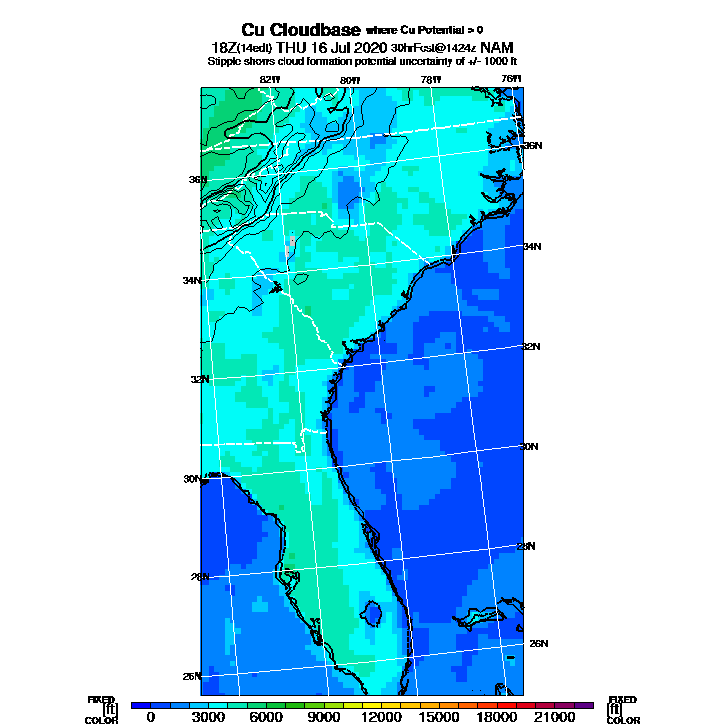 Cu Cloudbase where Cu Potential > 0
18Z(14edt) THU 16 Jul 2020 30hrFcst@1424z NAM
Stipple shows cloud formation potential uncertainty of +/- 1000 ft
82W 80W 78W 76W
36N
36N
34N
34N
32N
32N
30N
30N
28N
28N
26N
26N
FIXED FIXED
[ft] [ft]
COLOR COLOR
0 3000 6000 9000 12000 15000 18000 21000